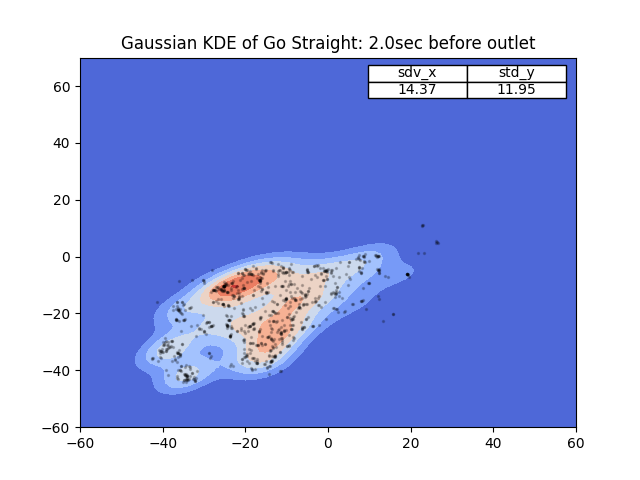 Gaussian KDE of Go Straight: 2.0sec before outlet
sdv_x std_y
14.37 11.95
60
40
20
0
−20
−40
−60
−60 −40 −20 0 20 40 60